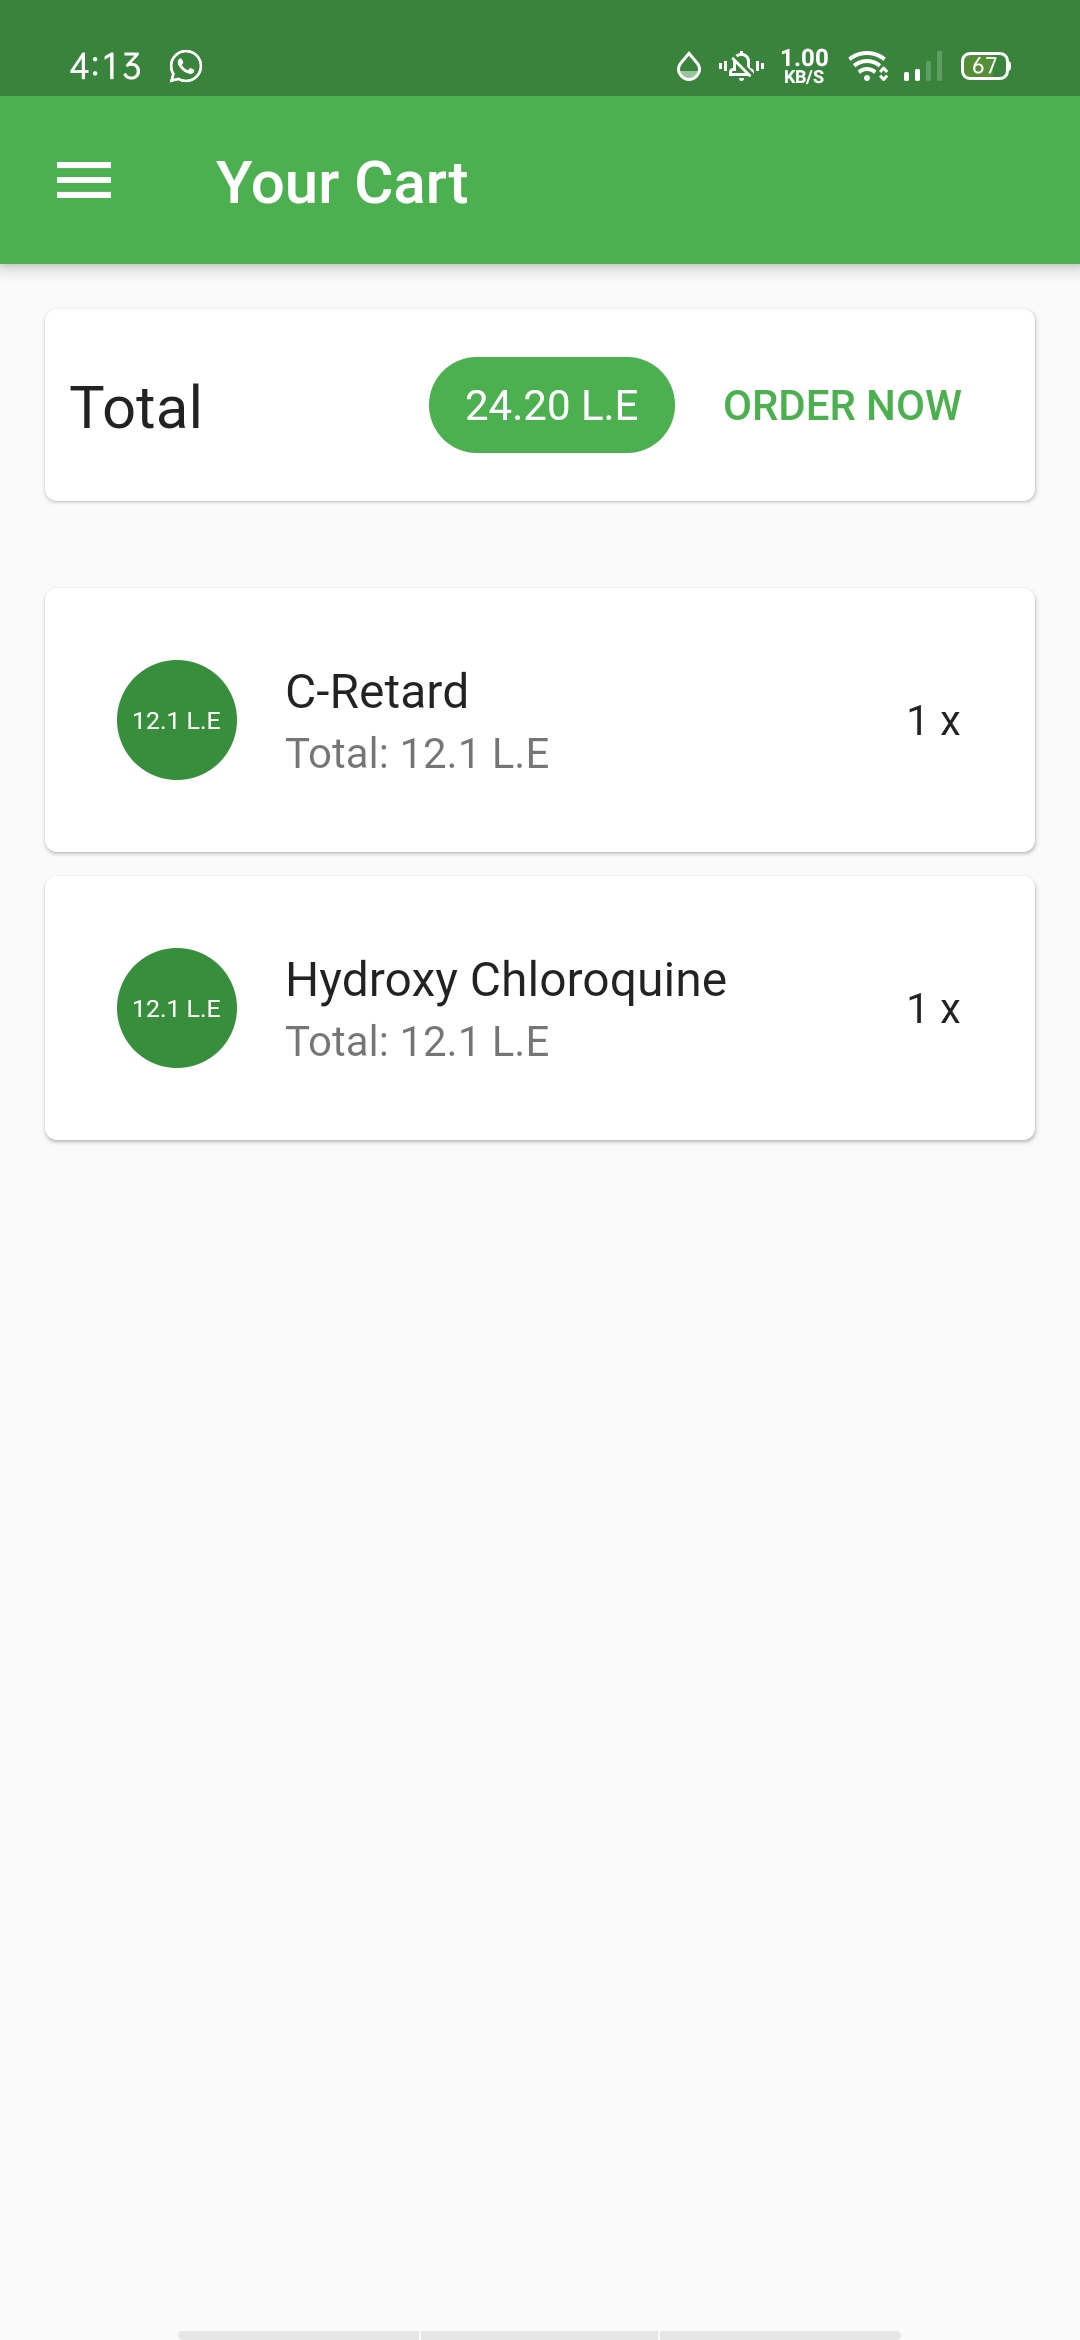 4:13
1.00
KB/S
67
Your Cart
Total
24.20 L.E
ORDER NOW
12.1 L.E
C-Retard
Total: 12.1 L.E
1 x
12.1 L.E
Hydroxy Chloroquine
Total: 12.1 L.E
1 x